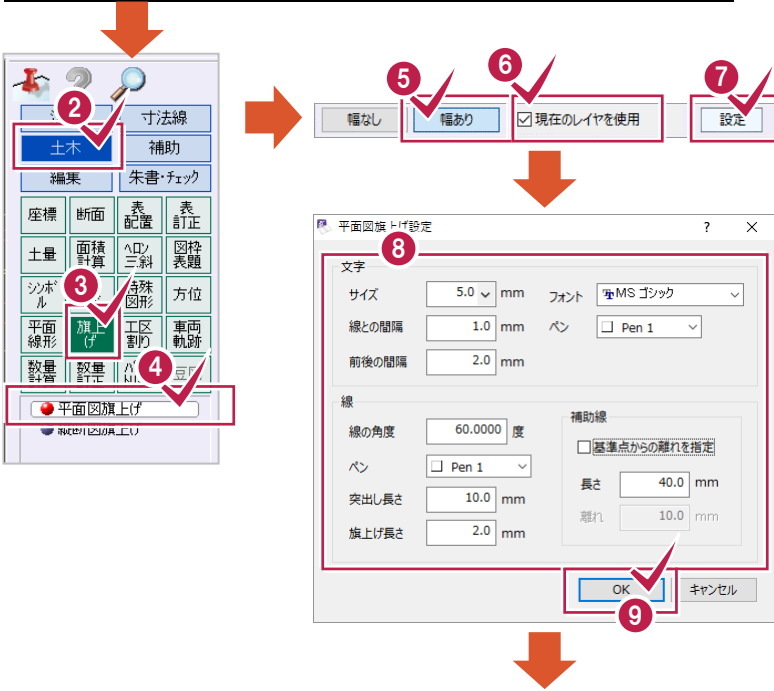 2
寸法線
土木
補助
編集
朱書・チェック
座標 断面 表配置 表訂正
土量 面積計算 ヘロン三斜 図枠表題
シンボル 3 特殊図形 方位
平面線形 旗上げ 工区割り 車両軌跡
数量計算 数量訂正 4
平面図旗上げ
縦断図旗上げ
5 6 7
幅なし 幅あり 現在のレイヤを使用 設定
平面図旗上げ設定 ? ×
8
文字
サイズ 5.0 mm フォント MS ゴシック
線との間隔 1.0 mm ペン Pen 1
前後の間隔 2.0 mm
線
線の角度 60.0000 度
ペン Pen 1
突出し長さ 10.0 mm
旗上げ長さ 2.0 mm
補助線
基準点からの離れを指定
長さ 40.0 mm
離れ 10.0 mm
OK キャンセル
9